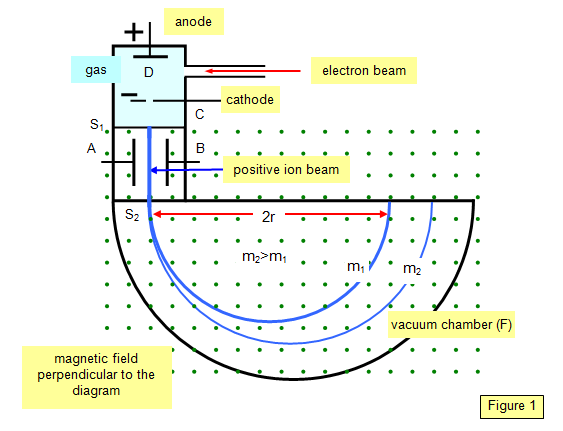 anode
+
gas
D
electron beam
–
cathode
C
S1
A
B
positive ion beam
S2
2r
m2>m1
m1
m2
vacuum chamber (F)
magnetic field
perpendicular to the
diagram
Figure 1